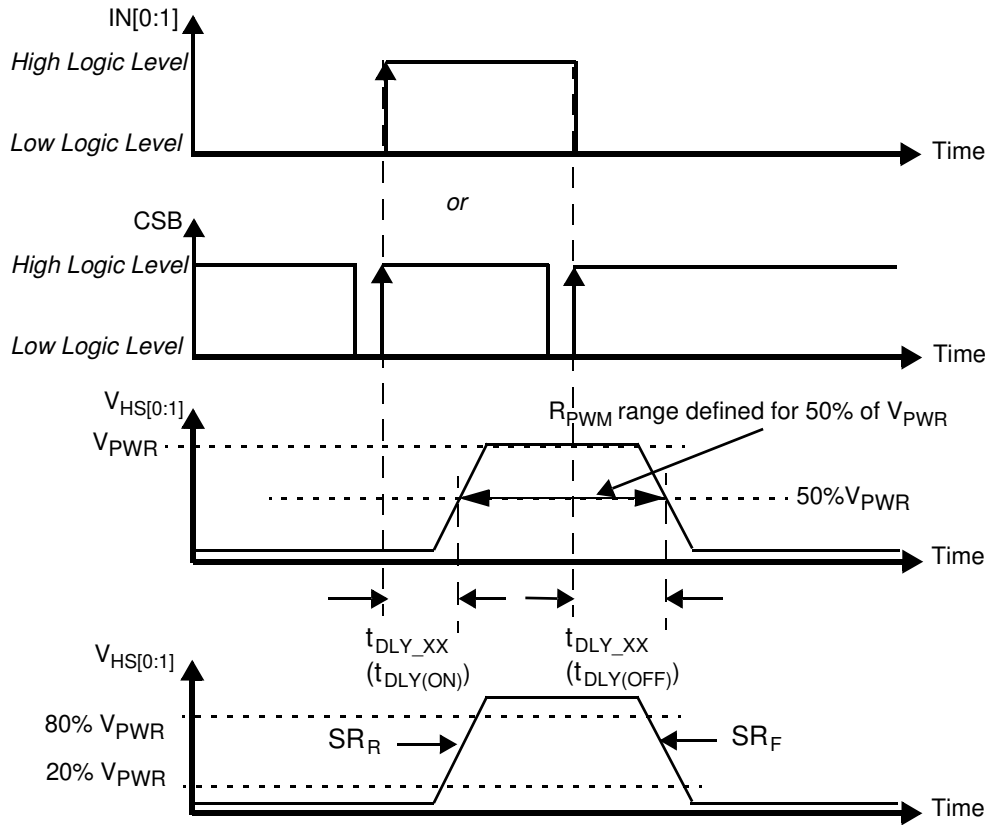 IN[0:1]
High Logic Level
Low Logic Level
Time
or
CSB
High Logic Level
Low Logic Level
Time
VHS[0:1]
RPWM range defined for 50% of VPWR
VPWR
50%VPWR
Time
tDLY_XX
(tDLY(ON))
tDLY_XX
(tDLY(OFF))
VHS[0:1]
80% VPWR
SRR
SRF
20% VPWR
Time